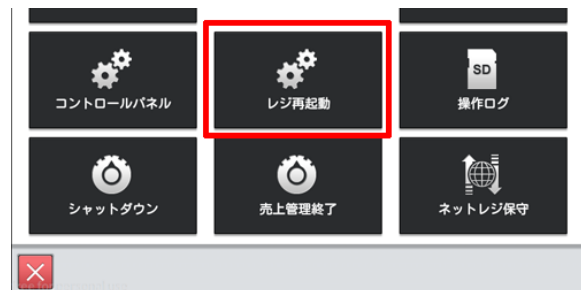 コントロールパネル
レジ再起動
SD
操作ログ
シャットダウン
売上管理終了
ネットレジ保守